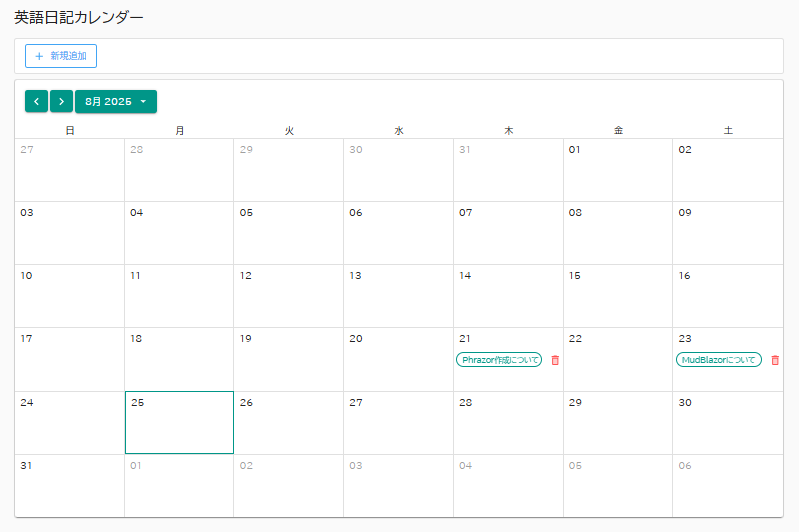 英語日記カレンダー
+ 新規追加
8月 2025
日 月 火 水 木 金 土
27 28 29 30 31 01 02
03 04 05 06 07 08 09
10 11 12 13 14 15 16
17 18 19 20 21 22 23
Phrazor作成について MudBlazorについて
24 25 26 27 28 29 30
31 01 02 03 04 05 06